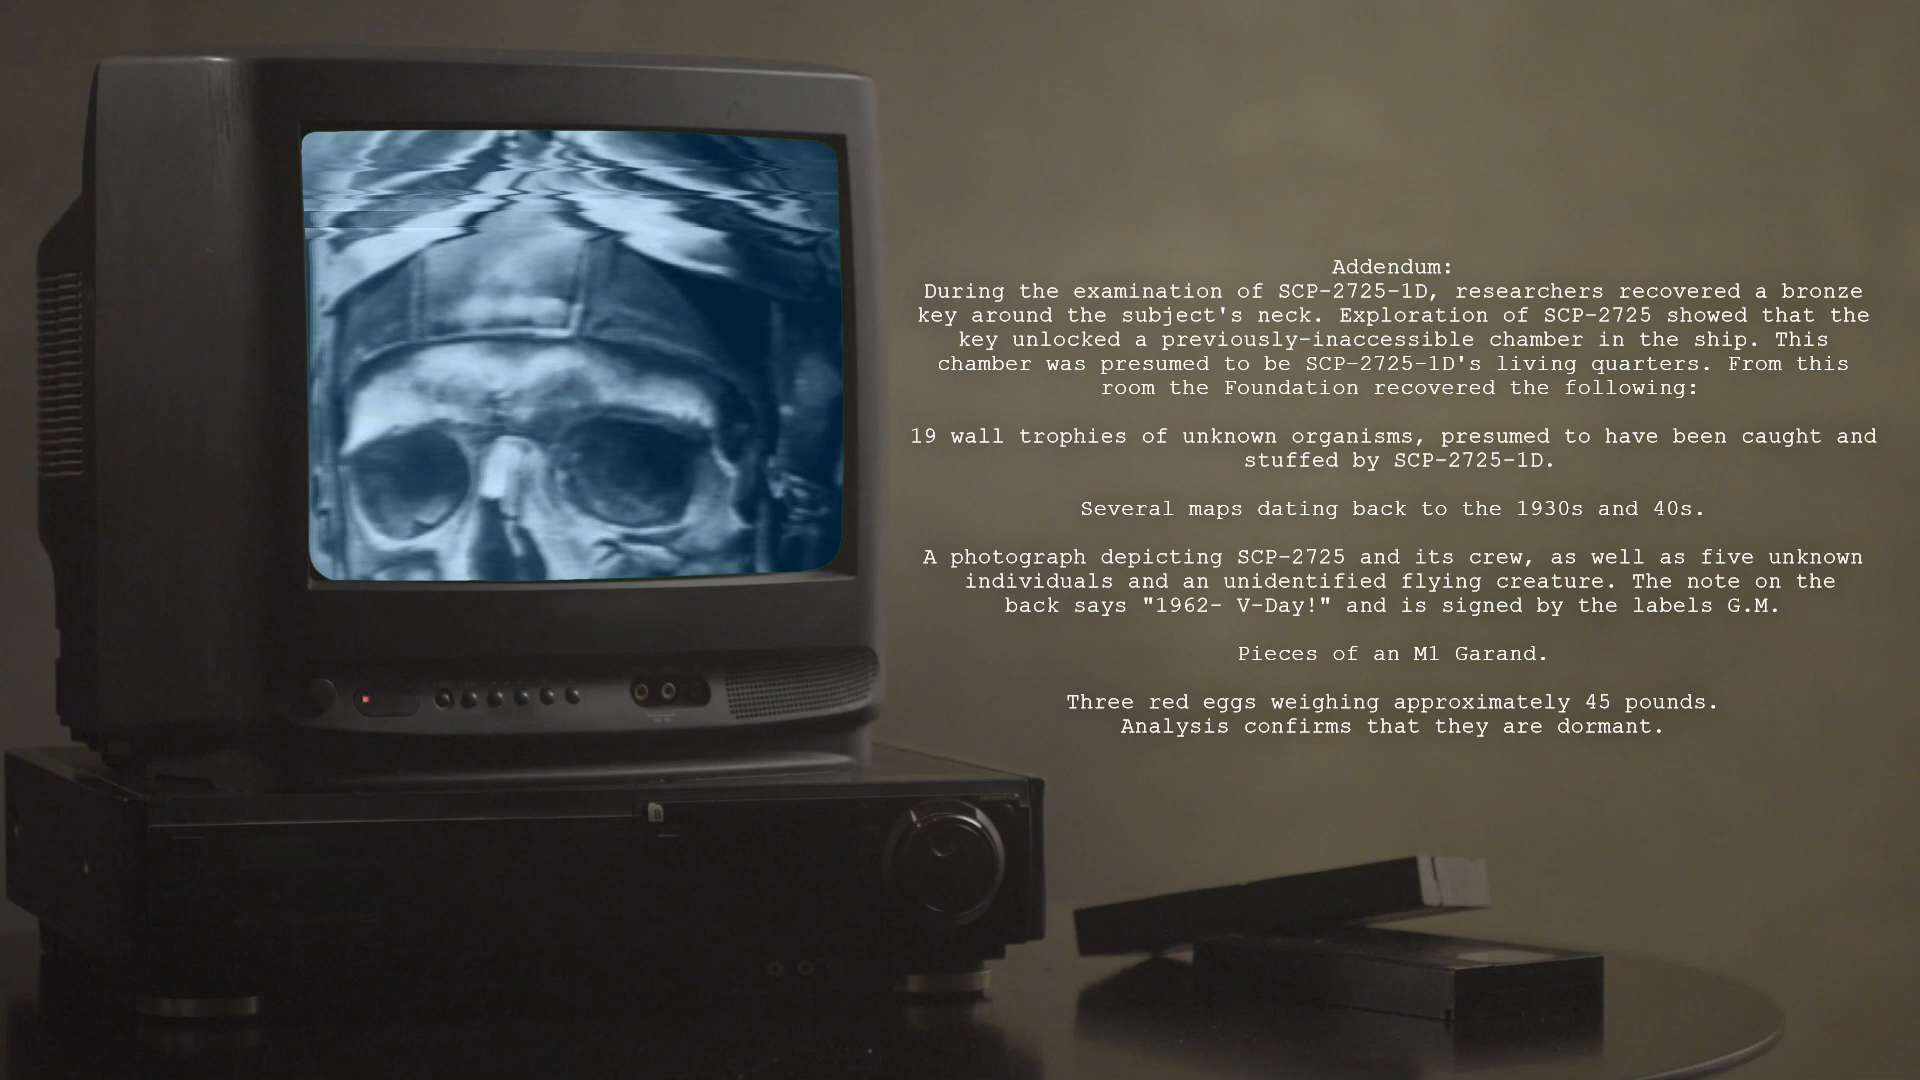 Addendum:
During the examination of SCP-2725-1D, researchers recovered a bronze
key around the subject's neck. Exploration of SCP-2725 showed that the
key unlocked a previously-inaccessible chamber in the ship. This
chamber was presumed to be SCP-2725-1D's living quarters. From this
room the Foundation recovered the following:
19 wall trophies of unknown organisms, presumed to have been caught and
stuffed by SCP-2725-1D.
Several maps dating back to the 1930s and 40s.
A photograph depicting SCP-2725 and its crew, as well as five unknown
individuals and an unidentified flying creature. The note on the
back says "1962- V-Day!" and is signed by the labels G.M.
Pieces of an M1 Garand.
Three red eggs weighing approximately 45 pounds.
Analysis confirms that they are dormant.